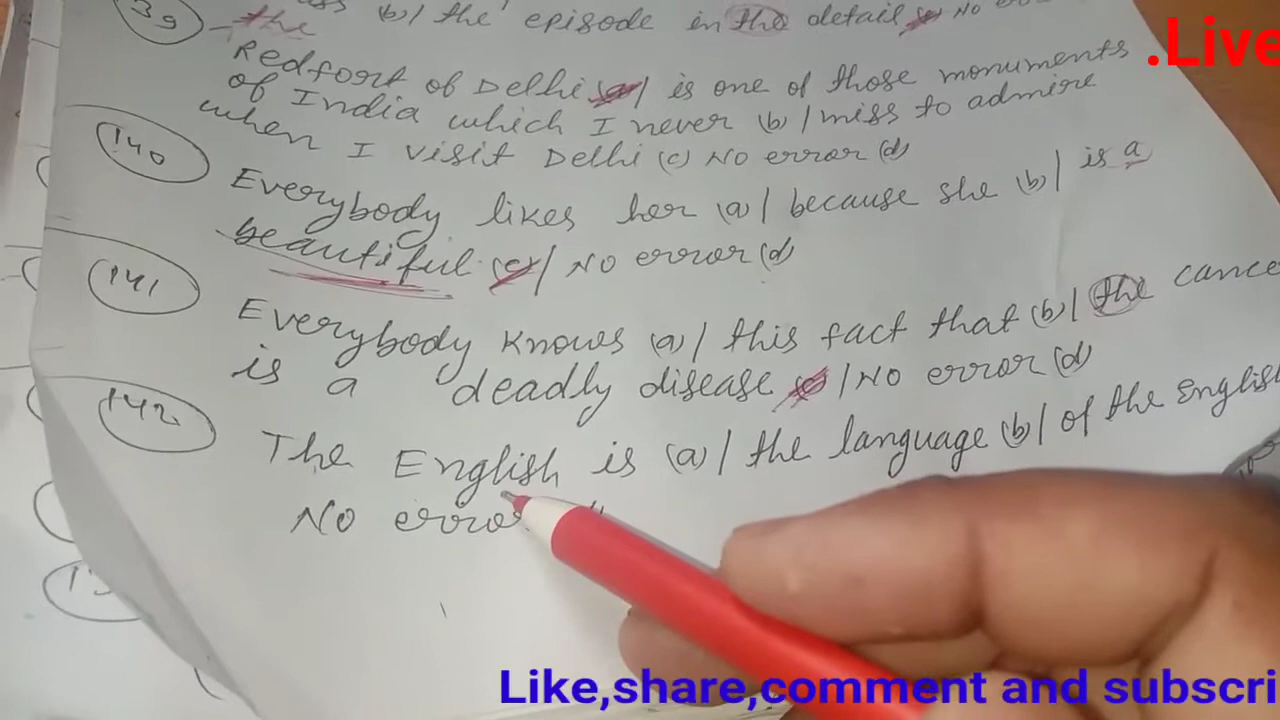 39 (b)/ the episode in the detail (c) No
.Live
the
Redfort of Delhi (a)/ is one of those monuments
of India which I never (b)/ miss to admire
when I visit Delhi (c) No error (d)
140 Everybody likes her (a)/ because she (b)/ is a
beautiful (c)/ No error (d)
141 Everybody knows (a)/ this fact that (b)/ the cance
is a deadly disease (c)/ No error (d)
142 The English is (a)/ the language (b)/ of the English
No error
Like,share,comment and subscri